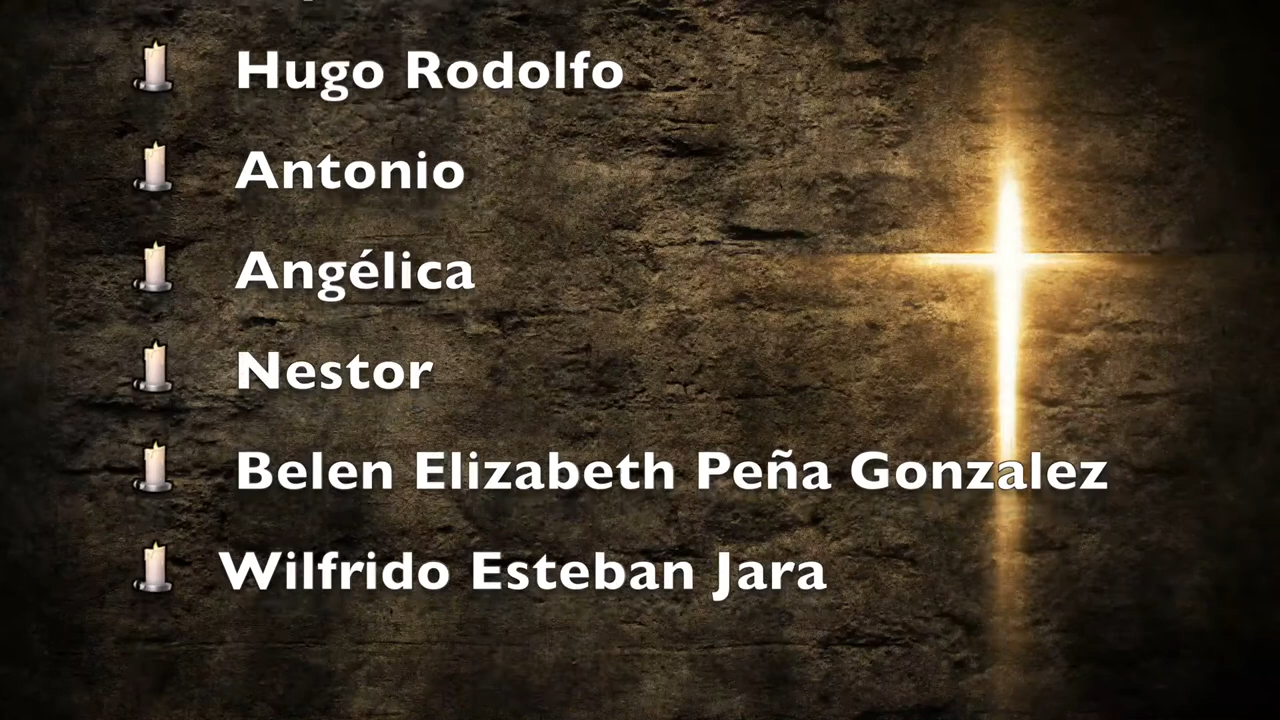 Hugo Rodolfo
Antonio
Angélica
Nestor
Belen Elizabeth Peña Gonzalez
Wilfrido Esteban Jara